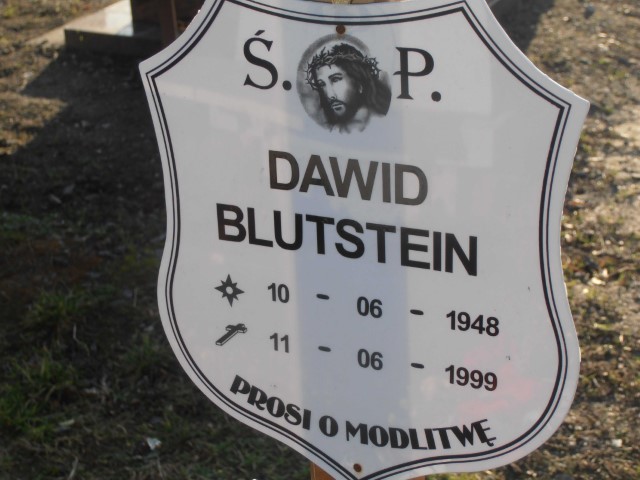 Ś. P.
DAWID
BLUTSTEIN
10 - 06 - 1948
11 - 06 - 1999
PROSI O MODLITWĘ